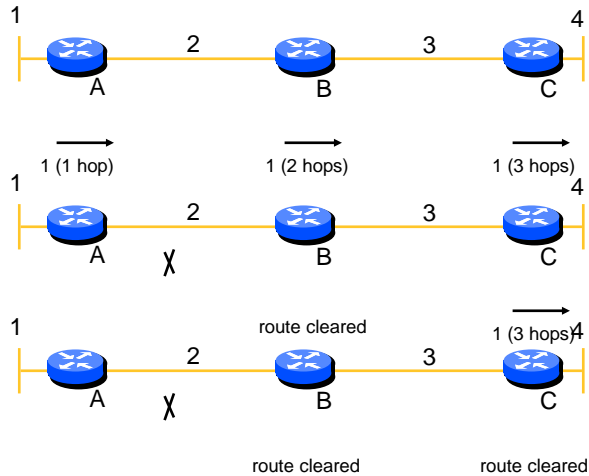 1
2
3
4
A
B
C
1 (1 hop)
1 (2 hops)
1 (3 hops)
1
2
3
4
A
B
C
X
route cleared
1 (3 hops)
1
2
3
4
A
B
C
X
route cleared
route cleared